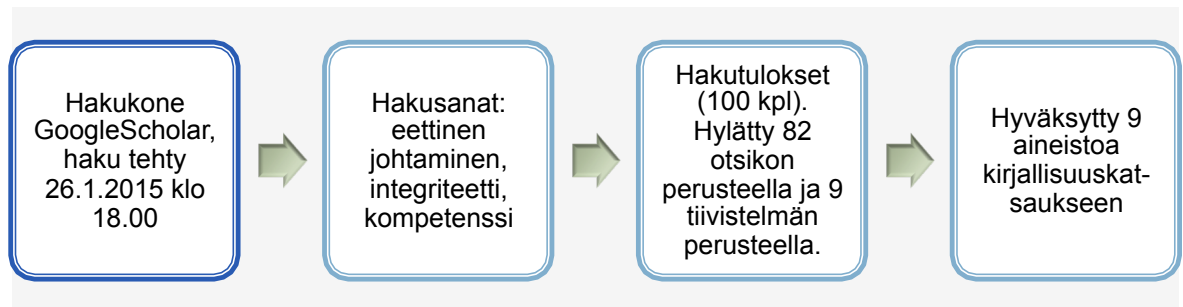 Hakukone
GoogleScholar,
haku tehty
26.1.2015 klo
18.00
Hakusanat:
eettinen
johtaminen,
integriteetti,
kompetenssi
Hakutulokset
(100 kpl).
Hylätty 82
otsikon
perusteella ja 9
tiivistelmän
perusteella.
Hyväksytty 9
aineistoa
kirjallisuuskat-
saukseen